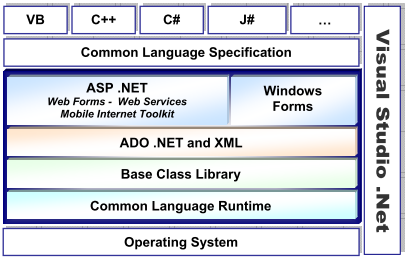 VB
C++
C#
J#
...
Common Language Specification
ASP .NET
Web Forms - Web Services
Mobile Internet Toolkit
Windows
Forms
ADO .NET and XML
Base Class Library
Common Language Runtime
Operating System
Visual Studio .Net